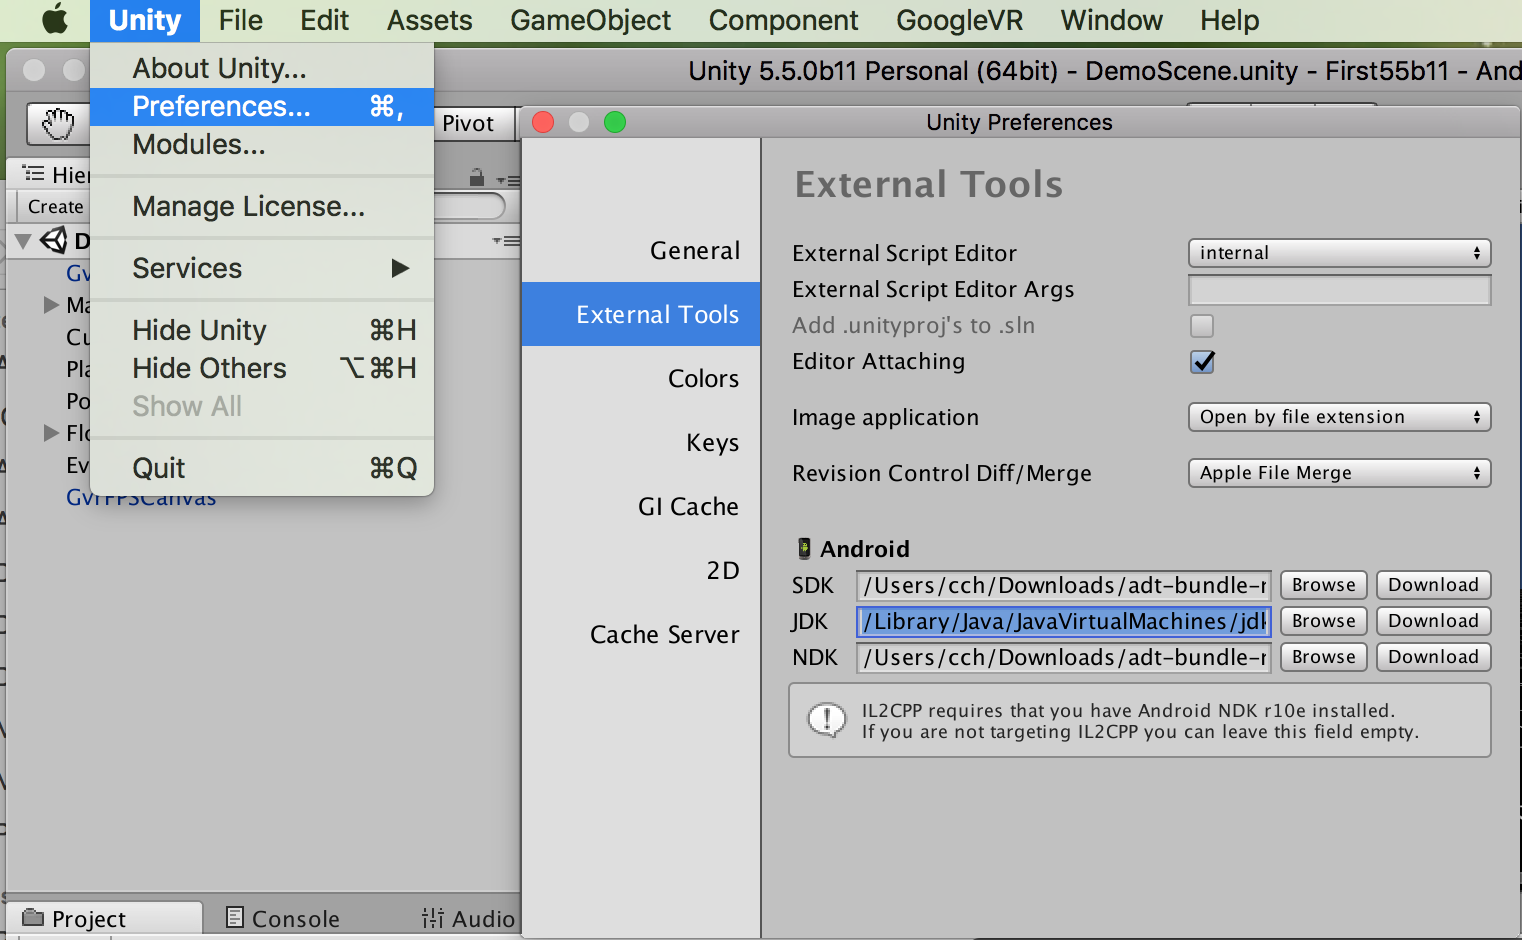 Unity File Edit Assets GameObject Component GoogleVR Window Help
Unity 5.5.0b11 Personal (64bit) - DemoScene.unity - First55b11 - And
About Unity...
Preferences... ⌘,
Modules...
Manage License...
Services
Hide Unity ⌘H
Hide Others ⌥⌘H
Show All
Quit ⌘Q
Pivot
Hier
Create
D
Gv
Ma
Cu
Pla
Po
Flo
Ev
GvrFPSCanvas
Project Console Audio
Unity Preferences
General
External Tools
Colors
Keys
GI Cache
2D
Cache Server
External Tools
External Script Editor internal
External Script Editor Args
Add .unityproj's to .sln
Editor Attaching
Image application Open by file extension
Revision Control Diff/Merge Apple File Merge
Android
SDK /Users/cch/Downloads/adt-bundle-r Browse Download
JDK /Library/Java/JavaVirtualMachines/jdk Browse Download
NDK /Users/cch/Downloads/adt-bundle-r Browse Download
IL2CPP requires that you have Android NDK r10e installed.
If you are not targeting IL2CPP you can leave this field empty.